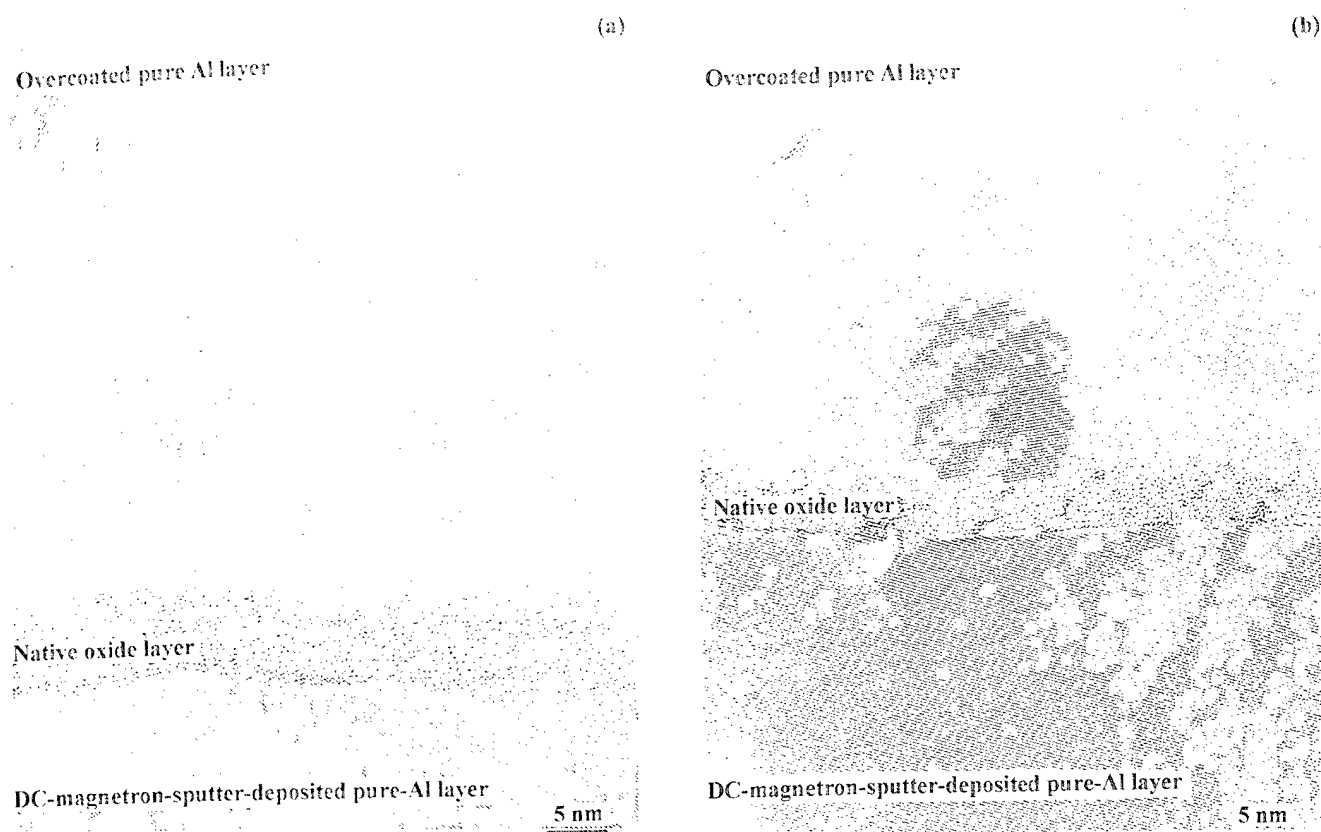 (a)
Overcoated pure Al layer
Native oxide layer
DC-magnetron-sputter-deposited pure-Al layer
5 nm
(b)
Overcoated pure Al layer
Native oxide layer
DC-magnetron-sputter-deposited pure-Al layer
5 nm